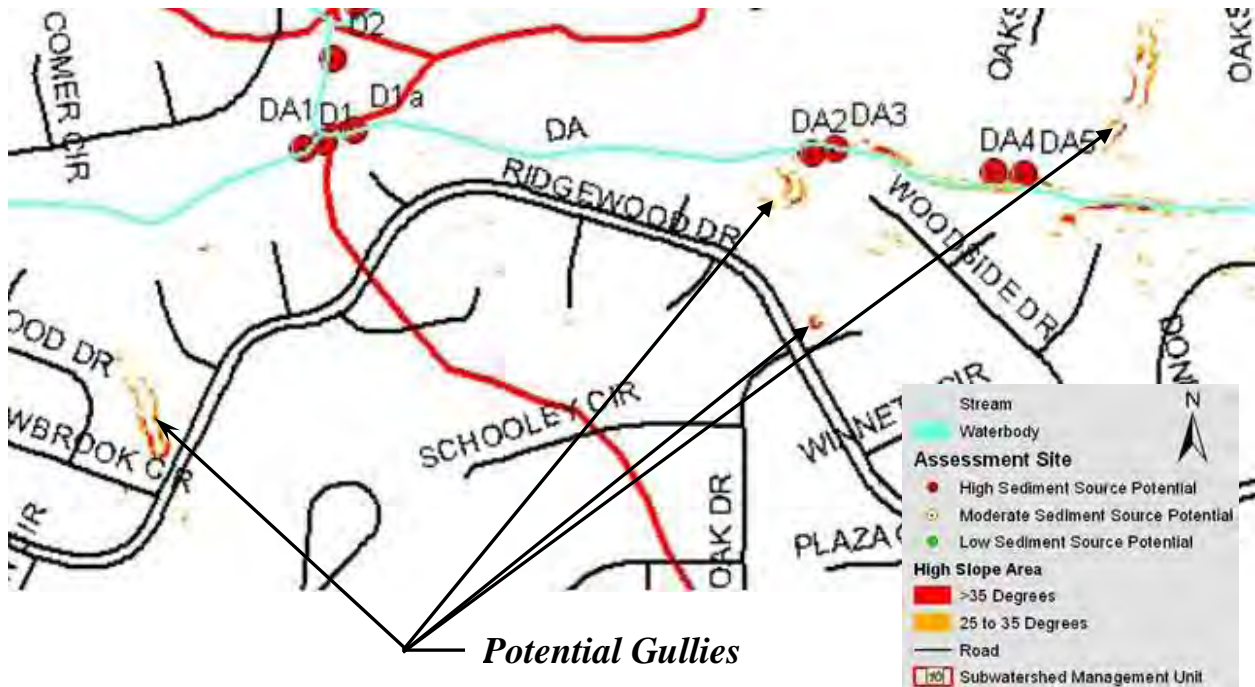 D2
COMER CIR
OAKS
OAKS
D1a
DA1
D1
DA
DA2
DA3
DA4
DA5
RIDGEWOOD DR
WOODSIDE DR
OOD DR
WBROOK CIR
IR
SCHOOLEY CIR
OAK DR
WINNET CIR
PLAZA
DON
Potential Gullies
N
Stream
Waterbody
Assessment Site
High Sediment Source Potential
Moderate Sediment Source Potential
Low Sediment Source Potential
High Slope Area
>35 Degrees
25 to 35 Degrees
Road
Subwatershed Management Unit